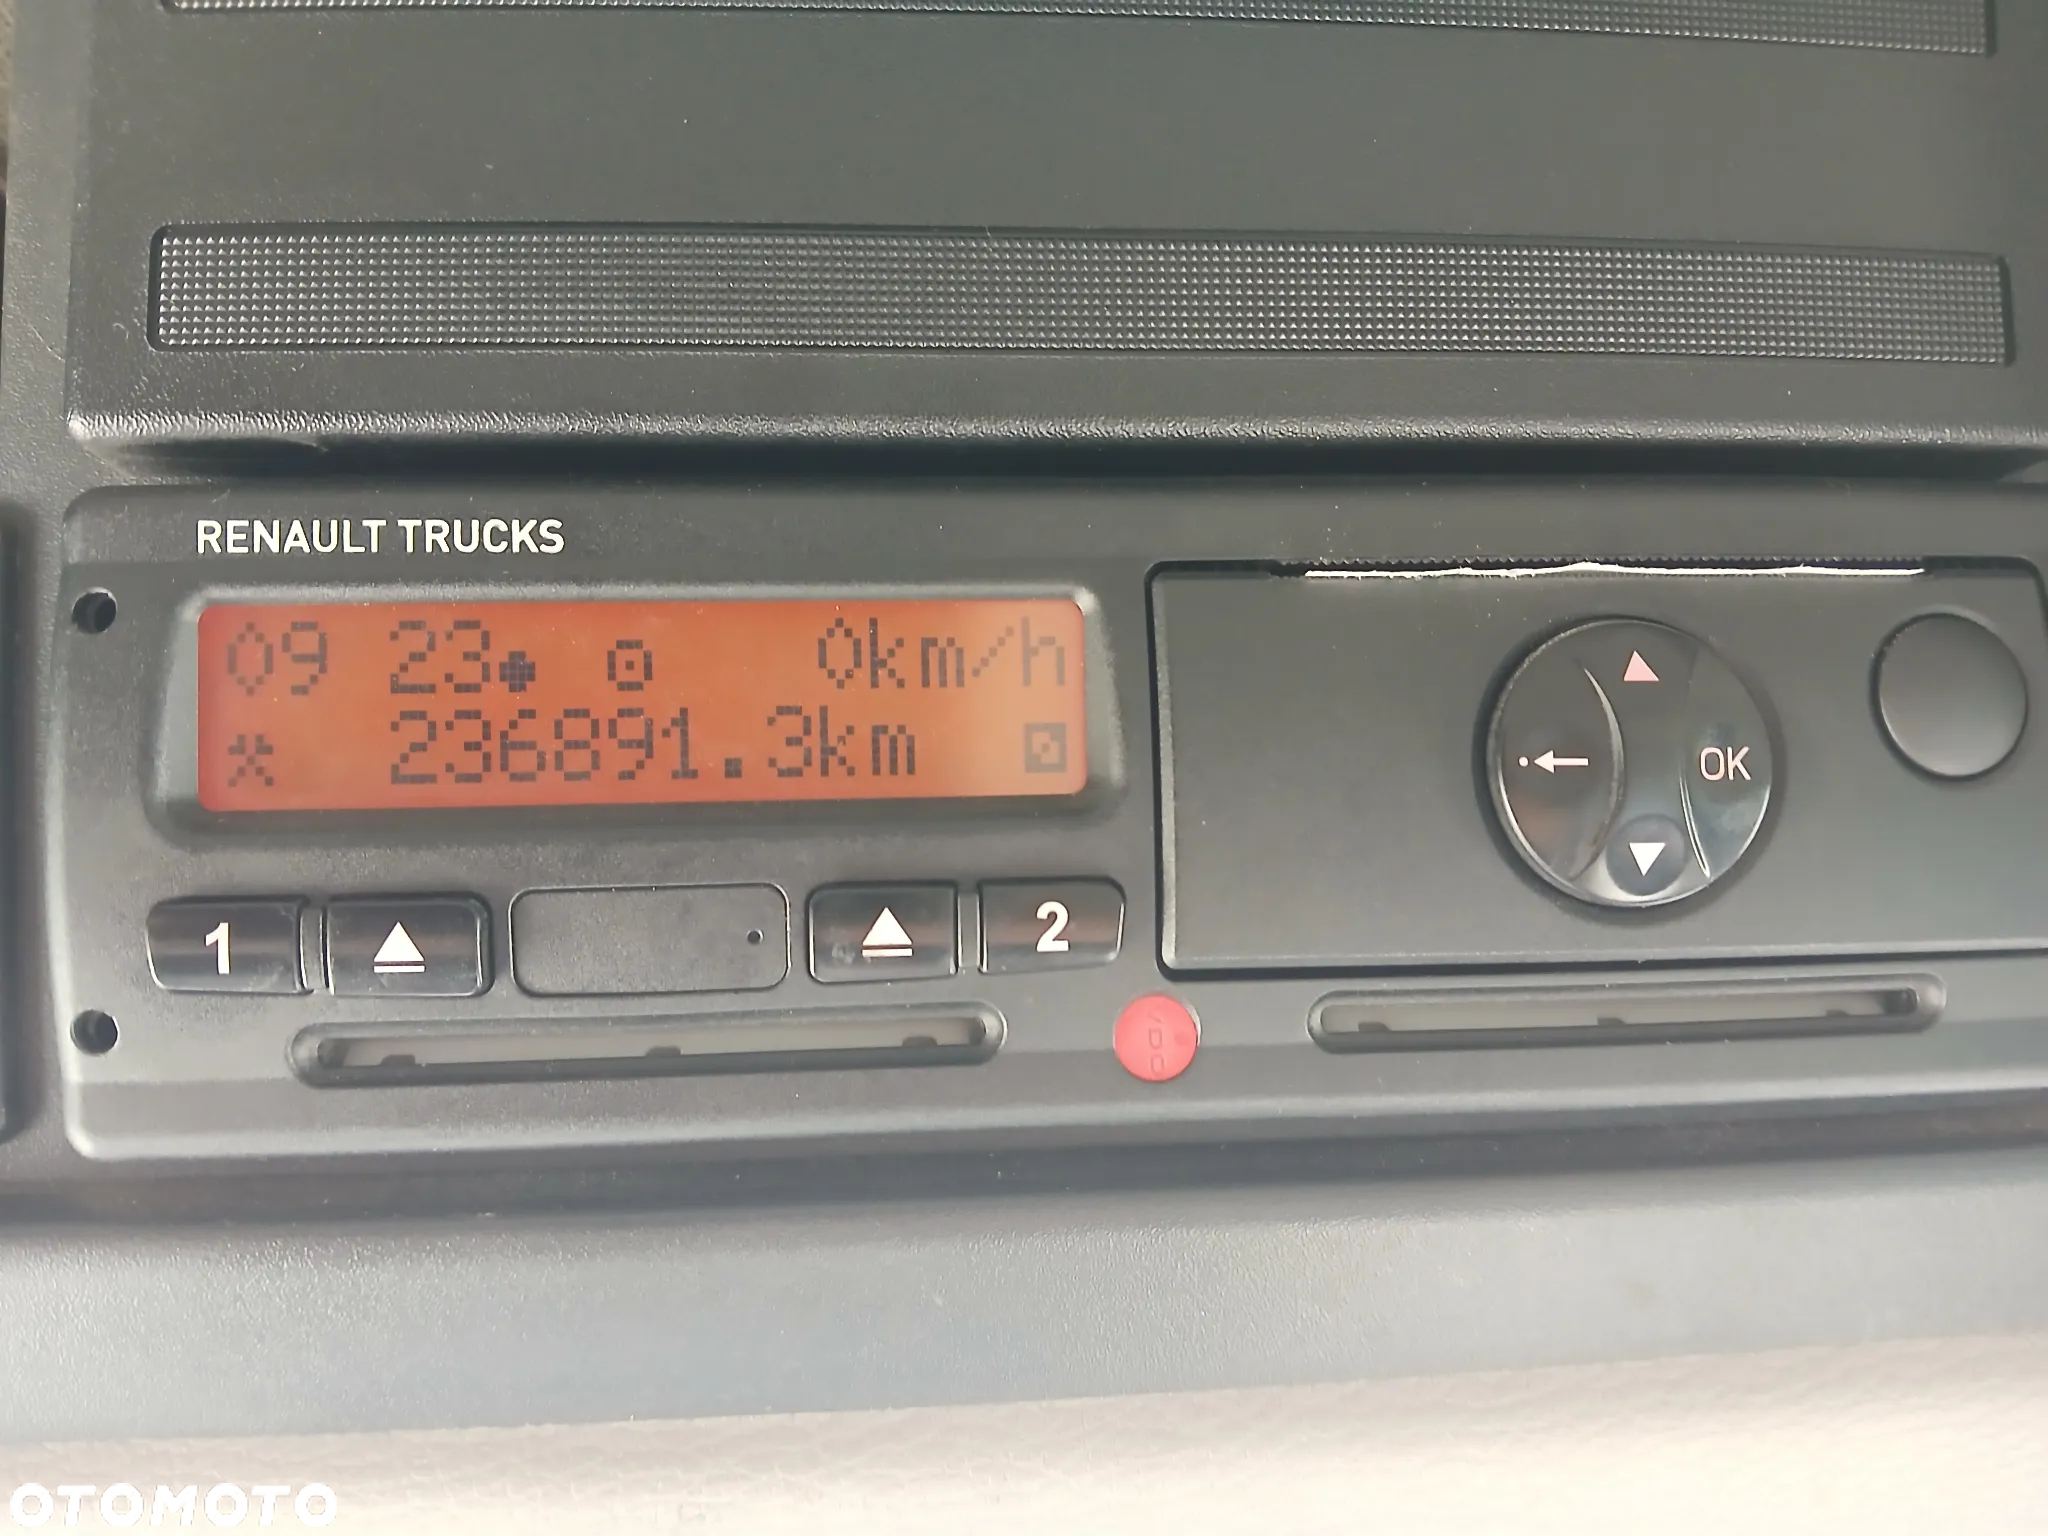 RENAULT TRUCKS
09 23 0km/h
236891.3km
1
2
OK
VDO
OTOMOTO